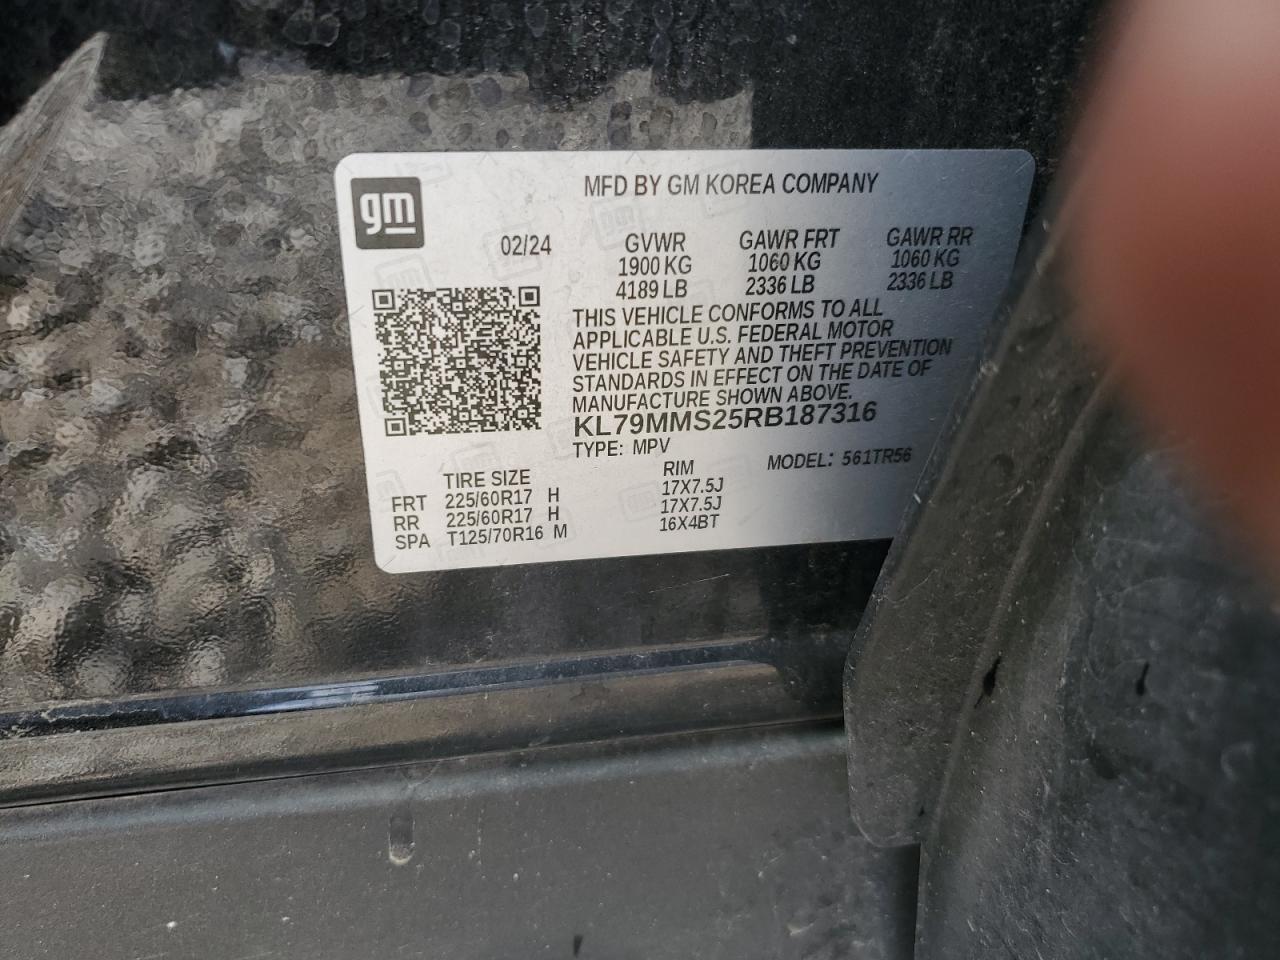 gm
MFD BY GM KOREA COMPANY
02/24 GVWR GAWR FRT GAWR RR
1900 KG 1060 KG 1060 KG
4189 LB 2336 LB 2336 LB
THIS VEHICLE CONFORMS TO ALL
APPLICABLE U.S. FEDERAL MOTOR
VEHICLE SAFETY AND THEFT PREVENTION
STANDARDS IN EFFECT ON THE DATE OF
MANUFACTURE SHOWN ABOVE.
KL79MMS25RB187316
TYPE: MPV MODEL: 561TR56
TIRE SIZE RIM
FRT 225/60R17 H 17X7.5J
RR 225/60R17 H 17X7.5J
SPA T125/70R16 M 16X4BT